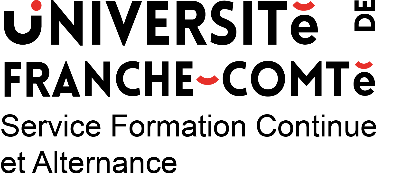 UNIVERSITÉ DE
FRANCHE-COMTÉ
Service Formation Continue
et Alternance